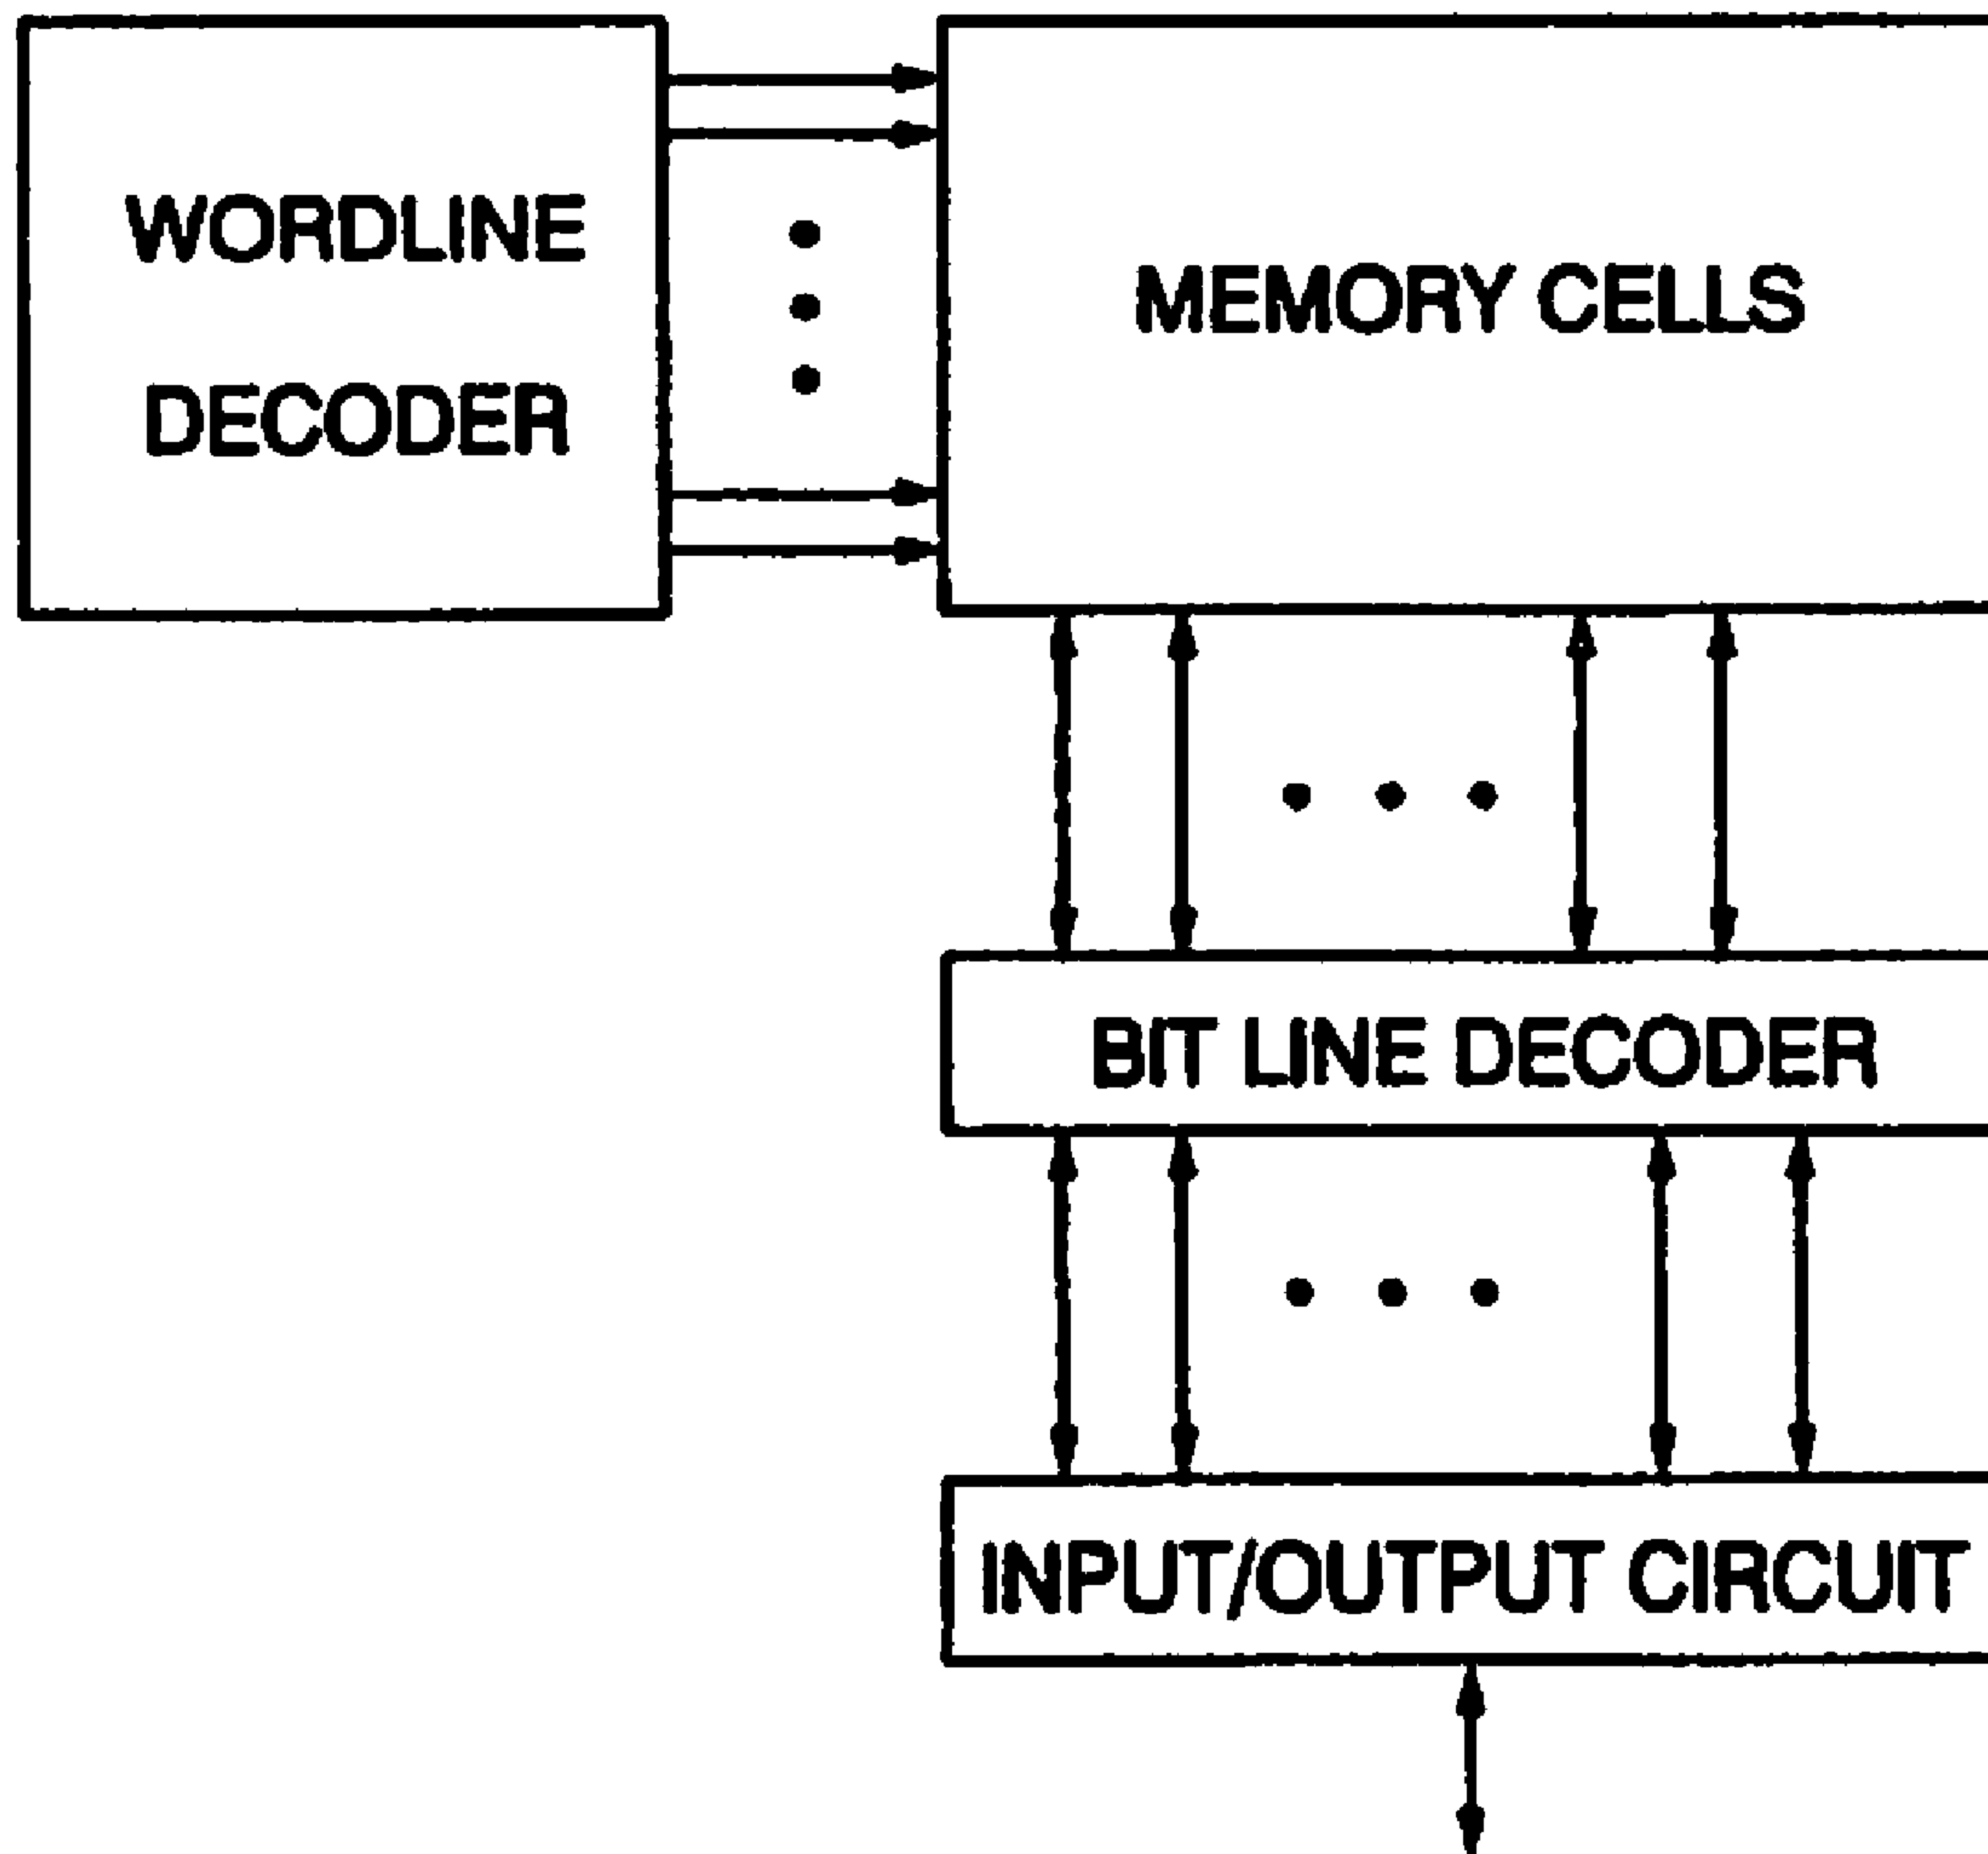 WORDLINE
DECODER
MEMORY CELLS
BIT LINE DECODER
INPUT/OUTPUT CIRCUIT